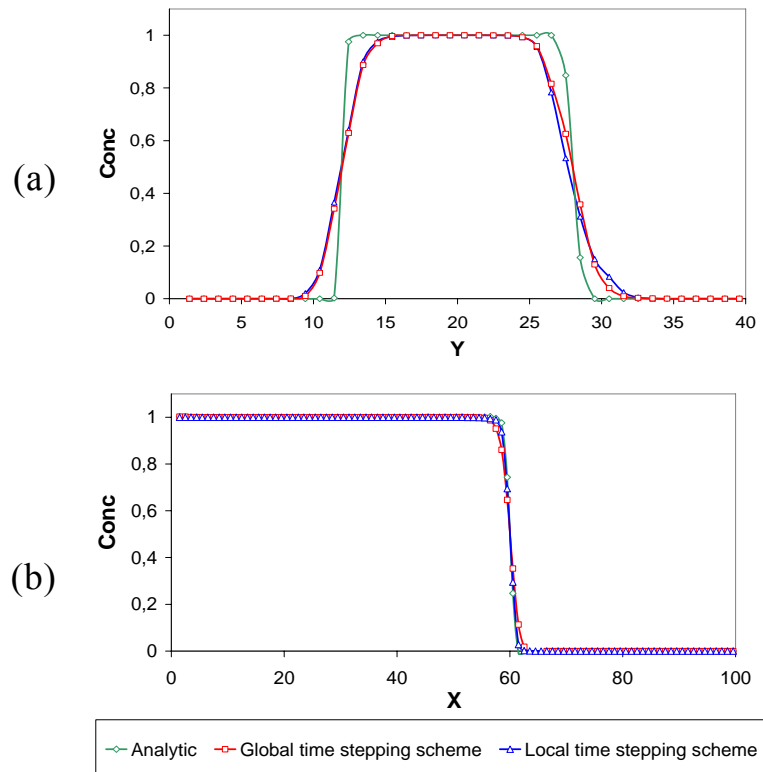 1
0,8
0,6
0,4
0,2
0
Conc
(a)
0 5 10 15 20 25 30 35 40
Y
1
0,8
0,6
0,4
0,2
0
Conc
(b)
0 20 40 60 80 100
X
Analytic Global time stepping scheme Local time stepping scheme